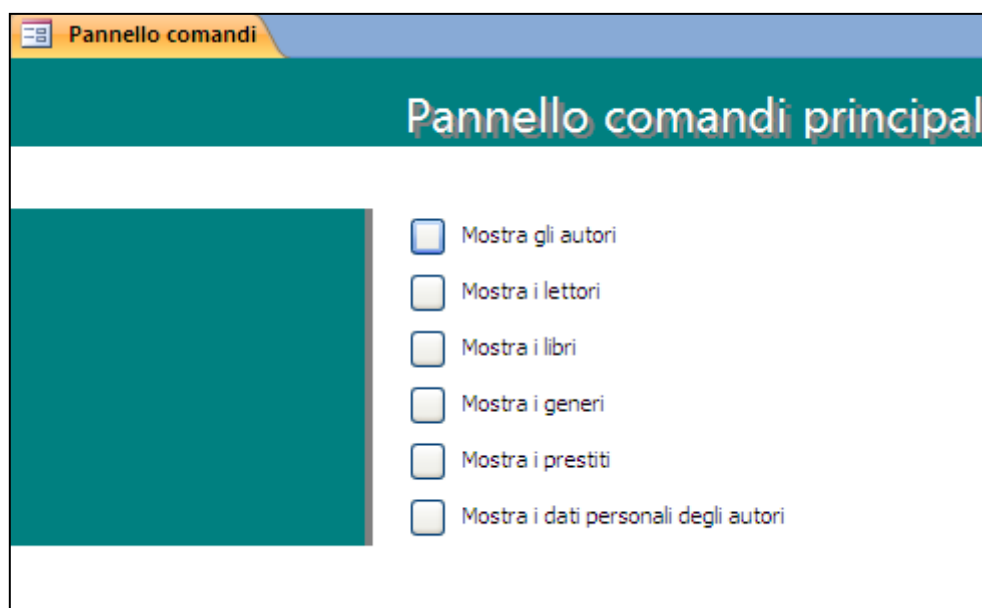 Pannello comandi
Pannello comandi principal
Mostra gli autori
Mostra i lettori
Mostra i libri
Mostra i generi
Mostra i prestiti
Mostra i dati personali degli autori